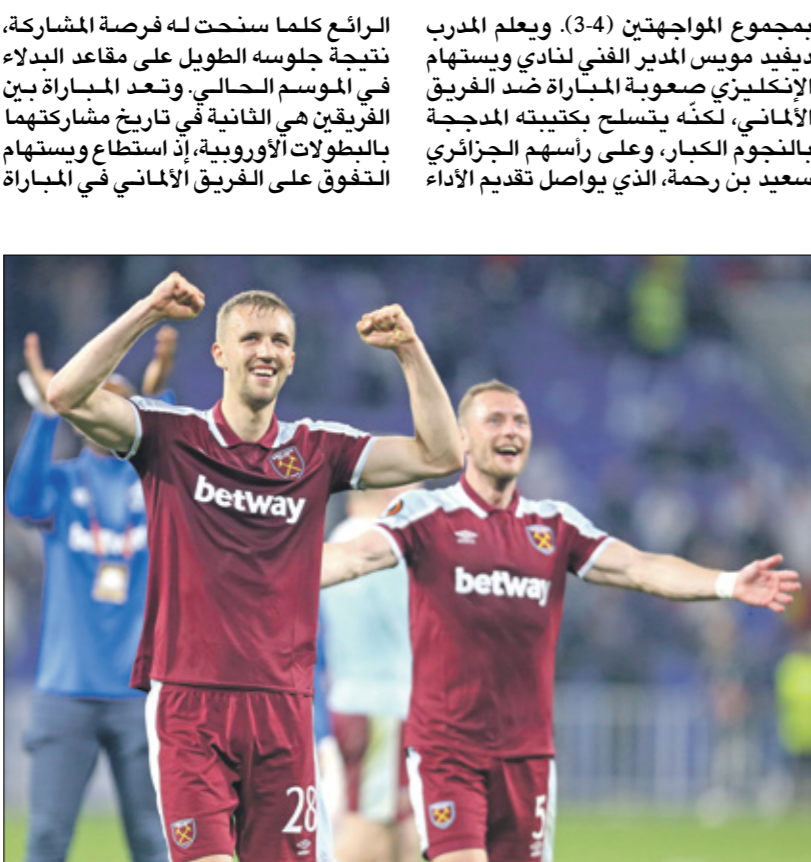 بمجموع المواجهتين (4-3). ويعلم المدرب
ديفيد مويس المدير الفني لنادي ويستهام
الإنكليزي صعوبة المباراة ضد الفريق
الألماني، لكنّه يتسلح بكتيبته المدججة
بالنجوم الكبار، وعلى رأسهم الجزائري
سعيد بن رحمة، الذي يواصل تقديم الأداء
الرائع كلما سنحت له فرصة المشاركة،
نتيجة جلوسه الطويل على مقاعد البدلاء
في الموسم الحالي. وتعد المباراة بين
الفريقين هي الثانية في تاريخ مشاركتهما
بالبطولات الأوروبية، إذ استطاع ويستهام
التفوق على الفريق الألماني في المباراة
betway
betway
28
5